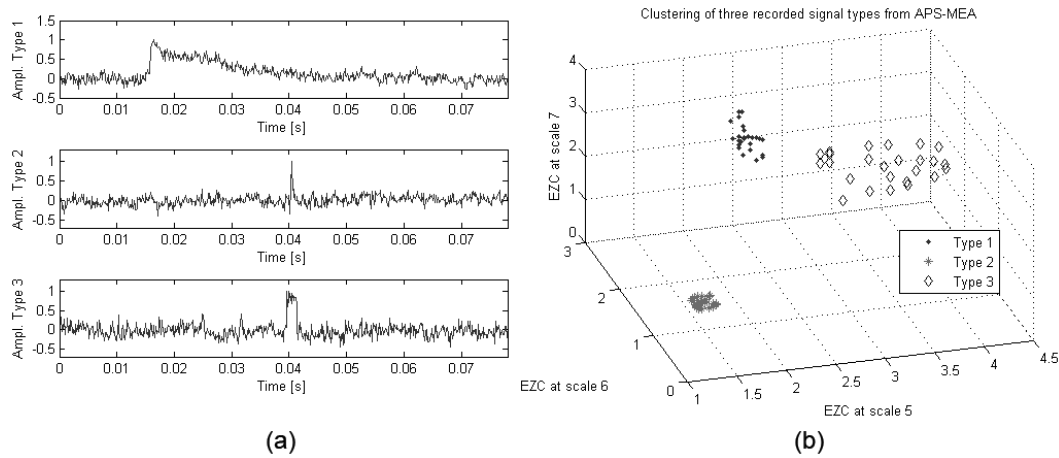 Ampl. Type 1
1.5
1
0.5
0
-0.5
0 0.01 0.02 0.03 0.04 0.05 0.06 0.07
Time [s]
Ampl. Type 2
1
0.5
0
-0.5
0 0.01 0.02 0.03 0.04 0.05 0.06 0.07
Time [s]
Ampl. Type 3
1
0.5
0
-0.5
0 0.01 0.02 0.03 0.04 0.05 0.06 0.07
Time [s]
(a)
Clustering of three recorded signal types from APS-MEA
EZC at scale 7
4
3
2
1
0
3
2
1
0
EZC at scale 6
1 1.5 2 2.5 3 3.5 4 4.5
EZC at scale 5
Type 1
Type 2
Type 3
(b)